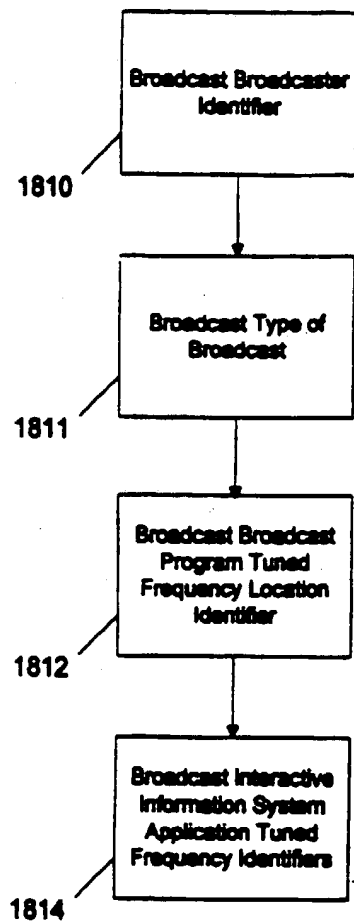 Broadcast Broadcaster
Identifier
1810
Broadcast Type of
Broadcast
1811
Broadcast Broadcast
Program Tuned
Frequency Location
Identifier
1812
Broadcast Interactive
Information System
Application Tuned
Frequency Identifiers
1814